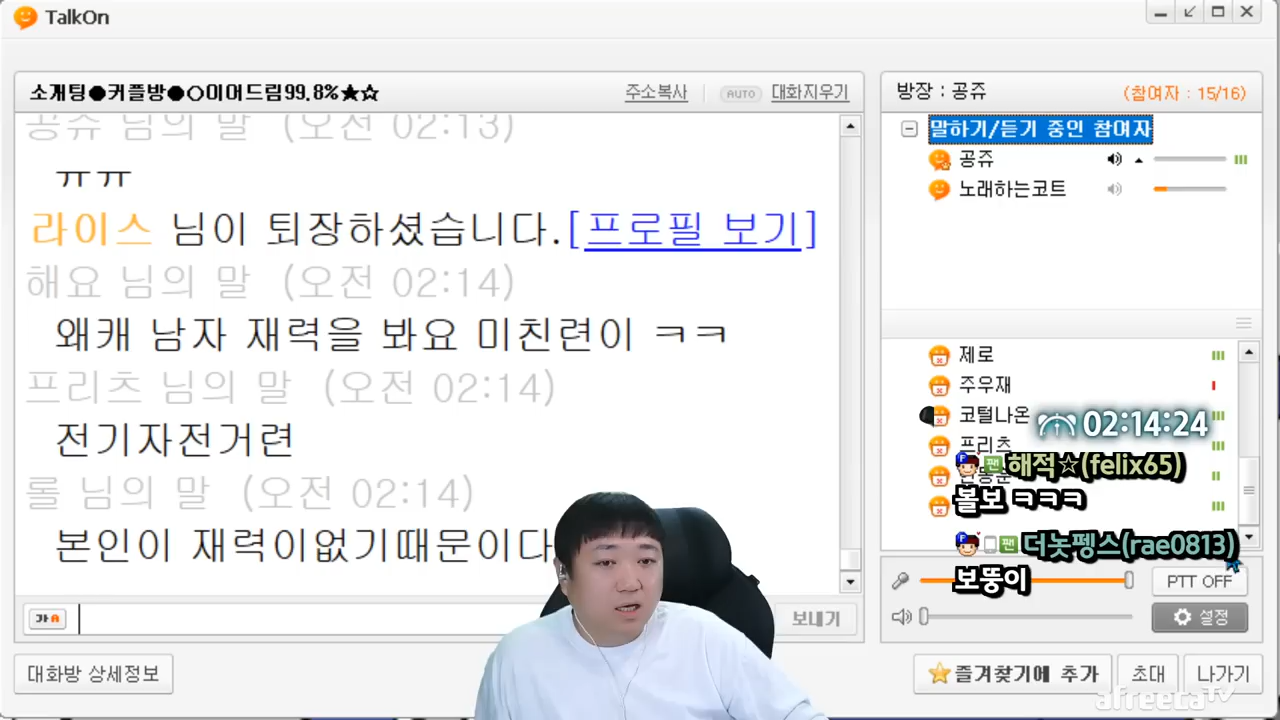 TalkOn
소개팅●커플방●○이어드림99.8%★☆
주소복사
AUTO
대화지우기
공쥬 님의 말 (오전 02:13)
ㅠㅠ
라이스 님이 퇴장하셨습니다.[프로필 보기]
해요 님의 말 (오전 02:14)
왜캐 남자 재력을 봐요 미친련이 ㅋㅋ
프리츠 님의 말 (오전 02:14)
전기자전거련
롤 님의 말 (오전 02:14)
본인이 재력이없기때문이다
가A
보내기
대화방 상세정보
방장 : 공쥬
(참여자 : 15/16)
말하기/듣기 중인 참여자
공쥬
노래하는코트
제로
주우재
코털나온
프리츠
02:14:24
팬 해적☆(felix65)
볼보 ㅋㅋㅋ
팬 더놋펭스(rae0813)
보뚱이
PTT OFF
설정
즐겨찾기에 추가
초대
나가기
afreecaTV